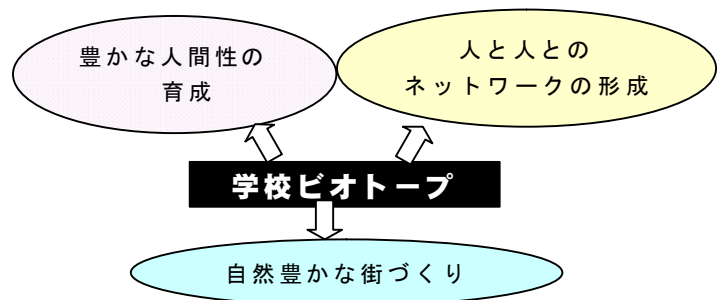 豊かな人間性の
育成
人と人との
ネットワークの形成
学校ビオトープ
自然豊かな街づくり